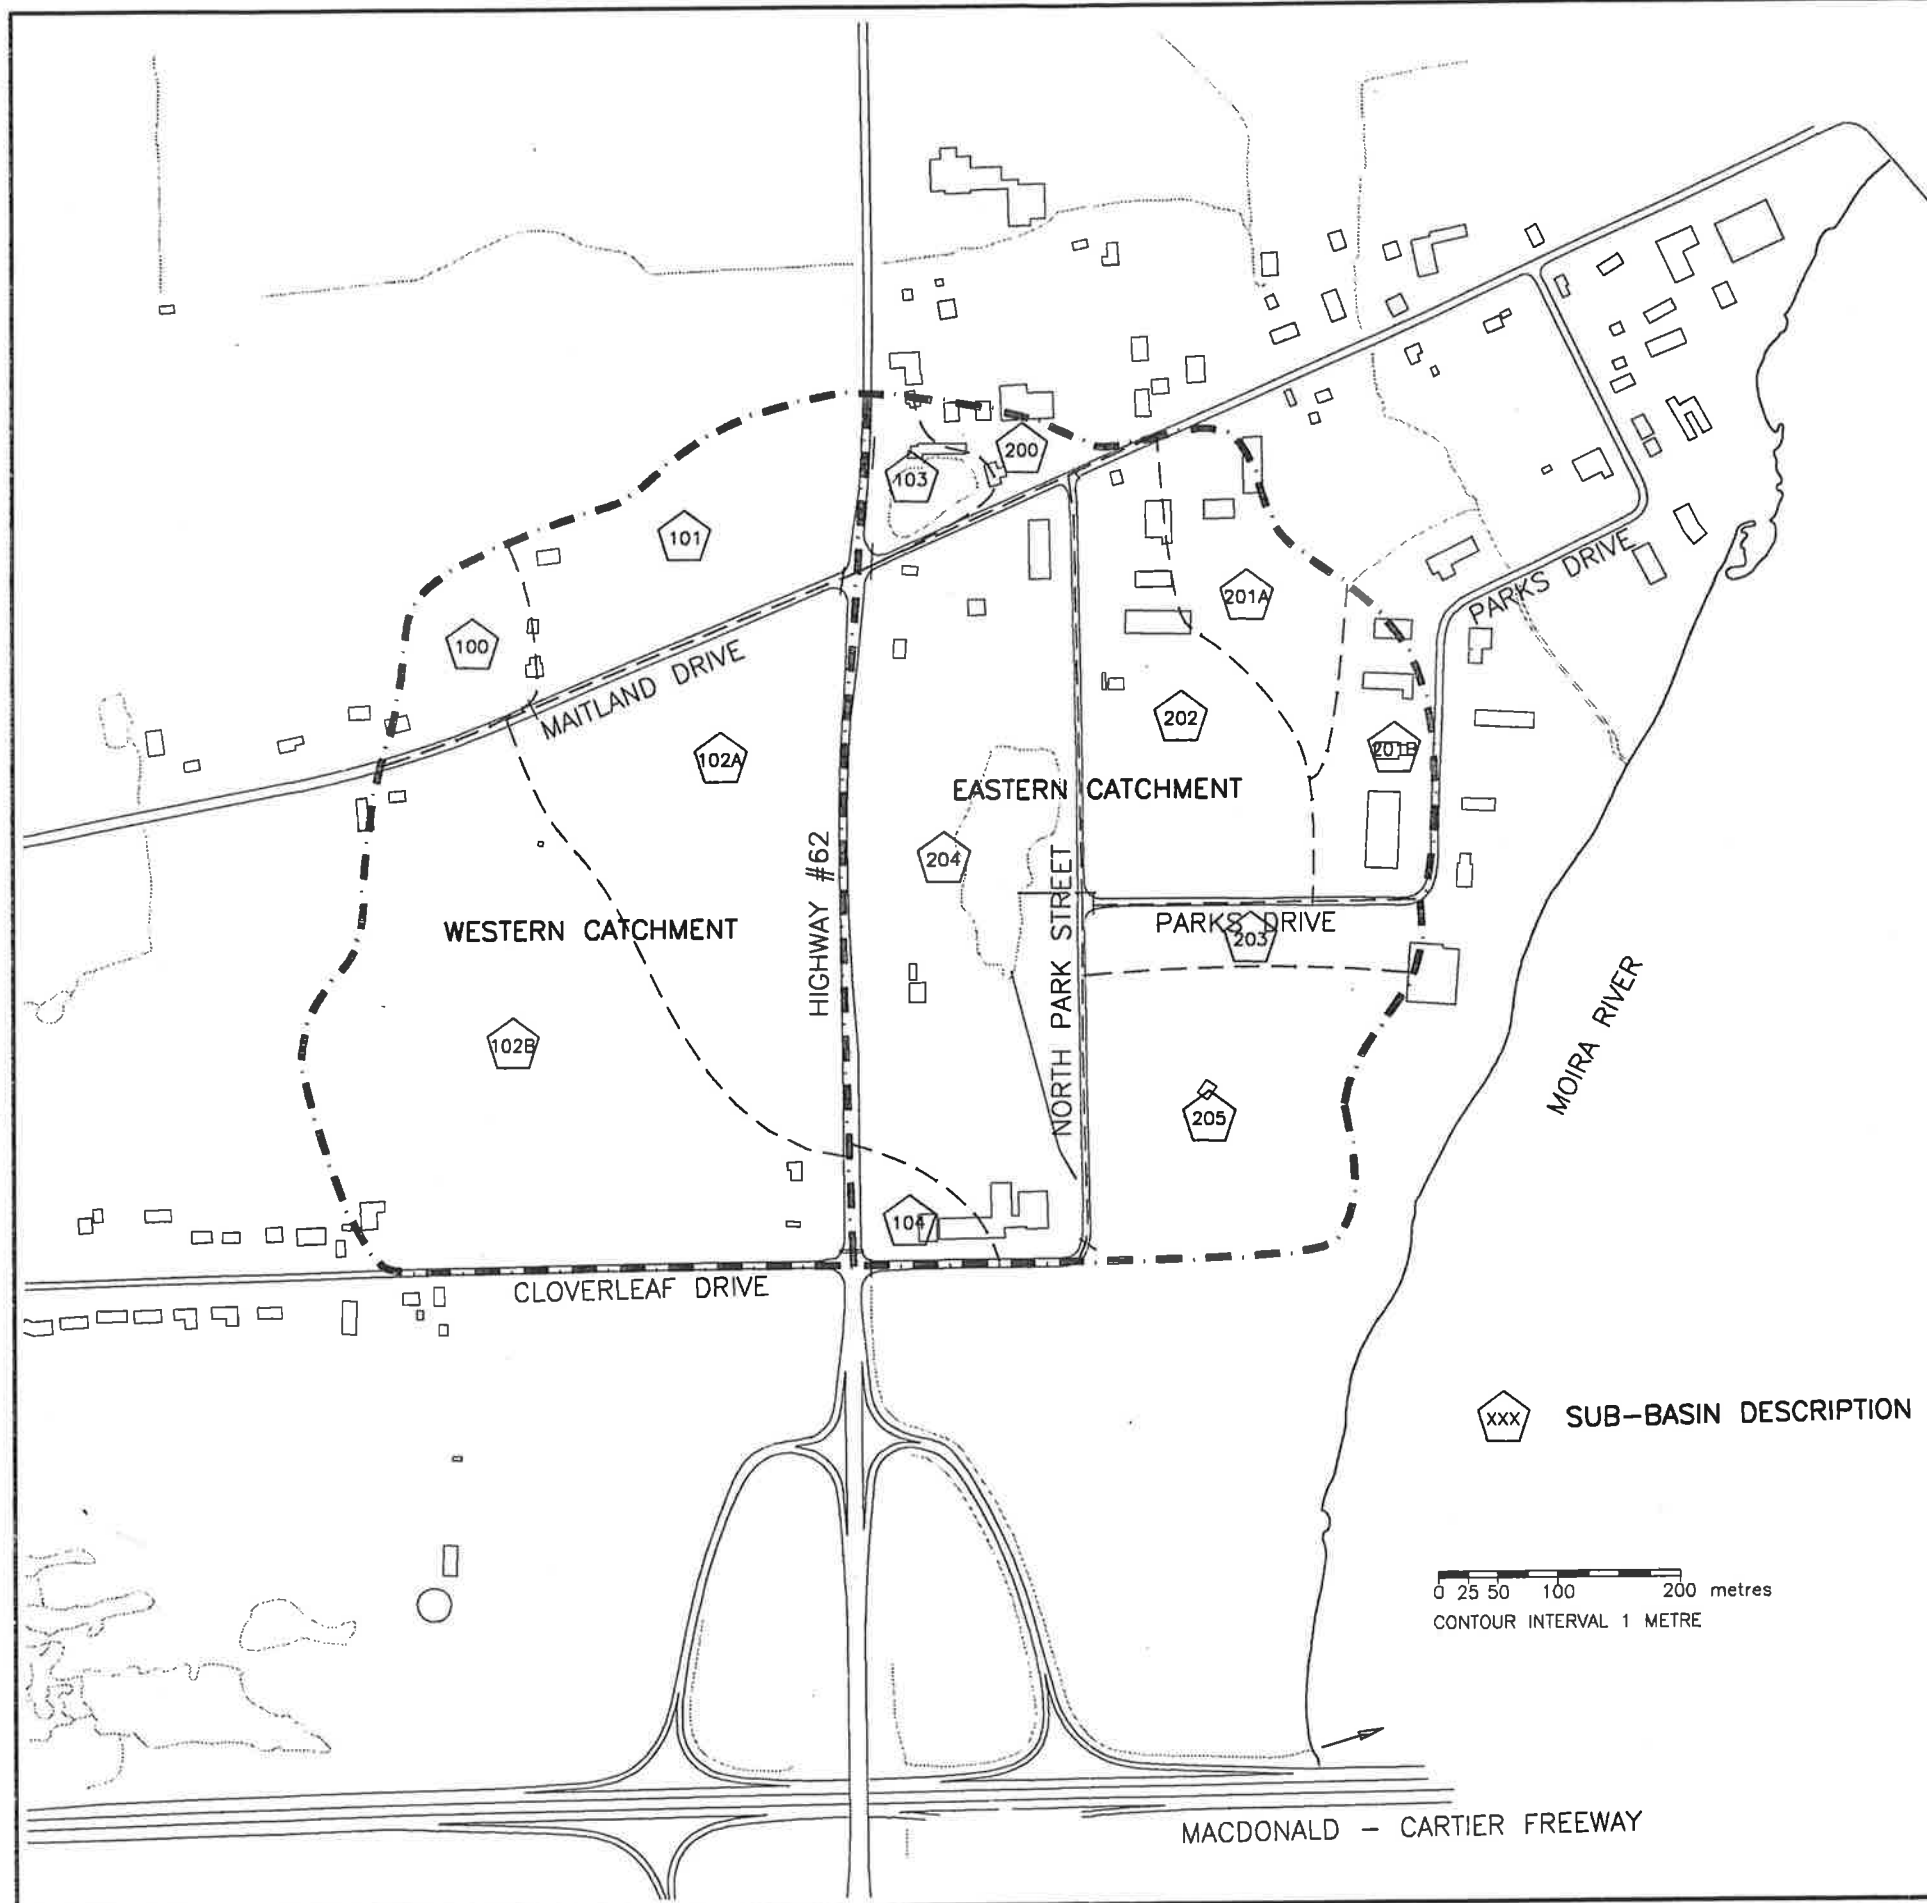 200
103
101
201A
PARKS DRIVE
100
MAITLAND DRIVE
202
102A
201B
EASTERN CATCHMENT
204
HIGHWAY #62
WESTERN CATCHMENT
PARKS DRIVE
203
NORTH PARK STREET
MOIRA RIVER
102B
205
104
CLOVERLEAF DRIVE
XXX SUB-BASIN DESCRIPTION
0 25 50 100 200 metres
CONTOUR INTERVAL 1 METRE
MACDONALD - CARTIER FREEWAY